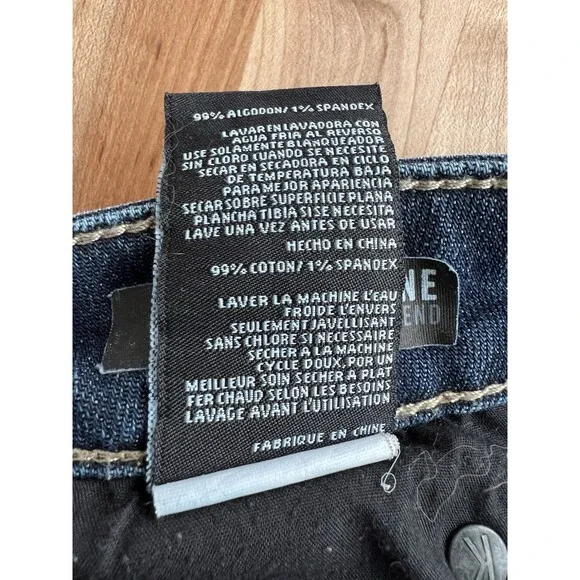 99% ALGODON/ 1% SPANDEX
LAVAR EN LAVADORA CON
AGUA FRIA AL REVERSO
USE SOLAMENTE BLANQUEADOR
SIN CLORO CUANDO SE NECESITE
SECAR EN SECADORA EN CICLO
DE TEMPERATURA BAJA
PARA MEJOR APARIENCIA
SECAR SOBRE SUPERFICIE PLANA
PLANCHA TIBIA SI SE NECESITA
LAVE UNA VEZ ANTES DE USAR
HECHO EN CHINA
99% COTON/ 1% SPANDEX
LAVER LA MACHINE L'EAU
FROIDE L'ENVERS
SEULEMENT JAVELLISANT
SANS CHLORE SI NECESSAIRE
SECHER A LA MACHINE
CYCLE DOUX, POR UN
MEILLEUR SOIN SECHER A PLAT
FER CHAUD SELON LES BESOINS
LAVAGE AVANT L'UTILISATION
FABRIQUE EN CHINE
NE
END
K